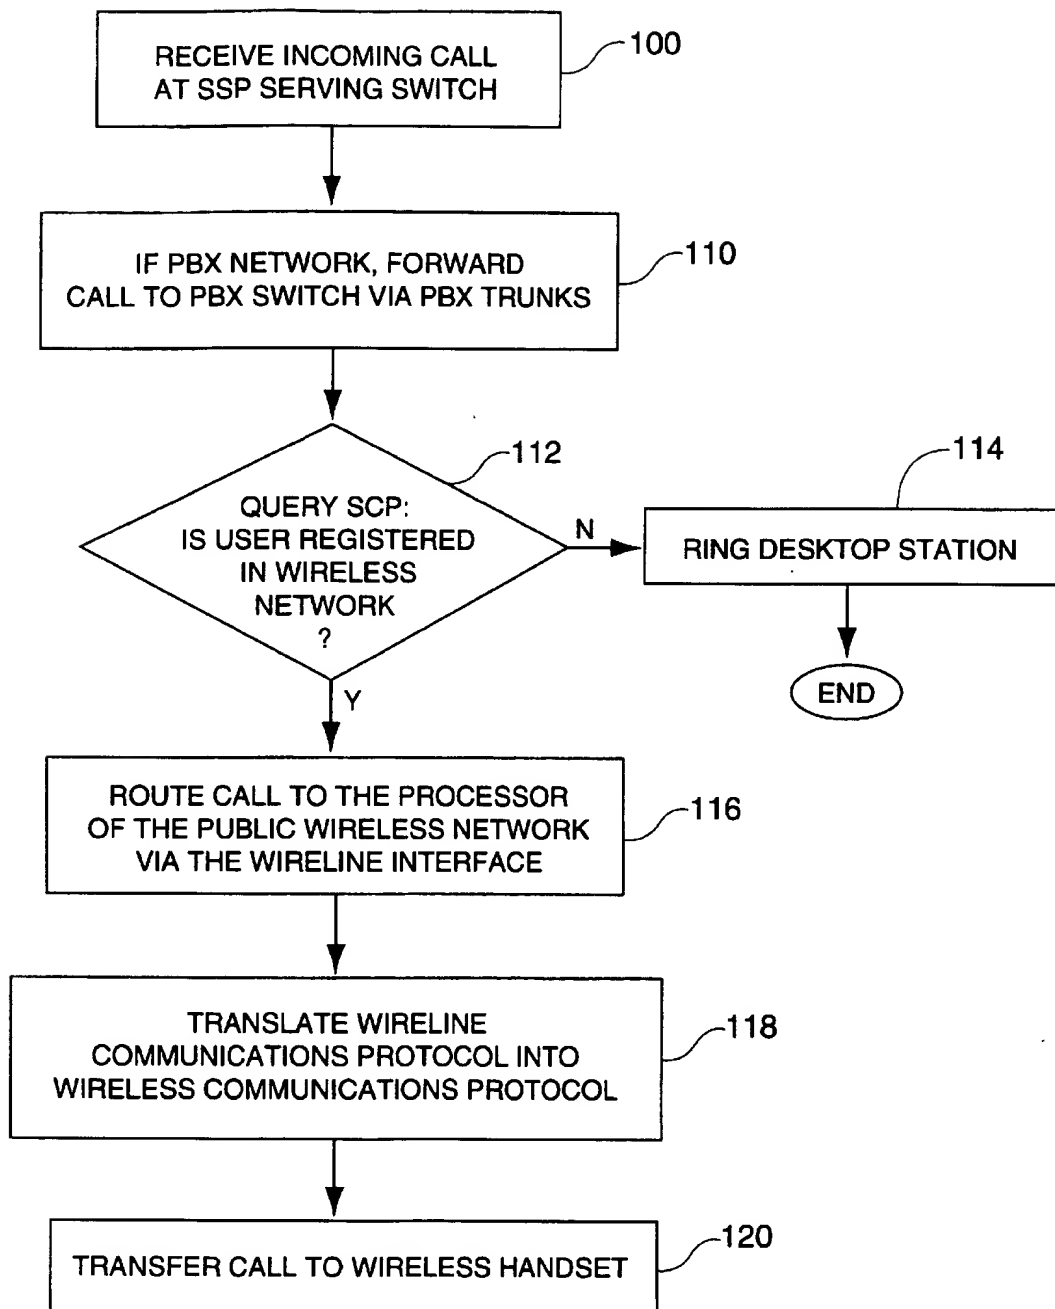 RECEIVE INCOMING CALL
AT SSP SERVING SWITCH
100
IF PBX NETWORK, FORWARD
CALL TO PBX SWITCH VIA PBX TRUNKS
110
QUERY SCP:
IS USER REGISTERED
IN WIRELESS
NETWORK
?
112
N
Y
RING DESKTOP STATION
114
END
ROUTE CALL TO THE PROCESSOR
OF THE PUBLIC WIRELESS NETWORK
VIA THE WIRELINE INTERFACE
116
TRANSLATE WIRELINE
COMMUNICATIONS PROTOCOL INTO
WIRELESS COMMUNICATIONS PROTOCOL
118
TRANSFER CALL TO WIRELESS HANDSET
120